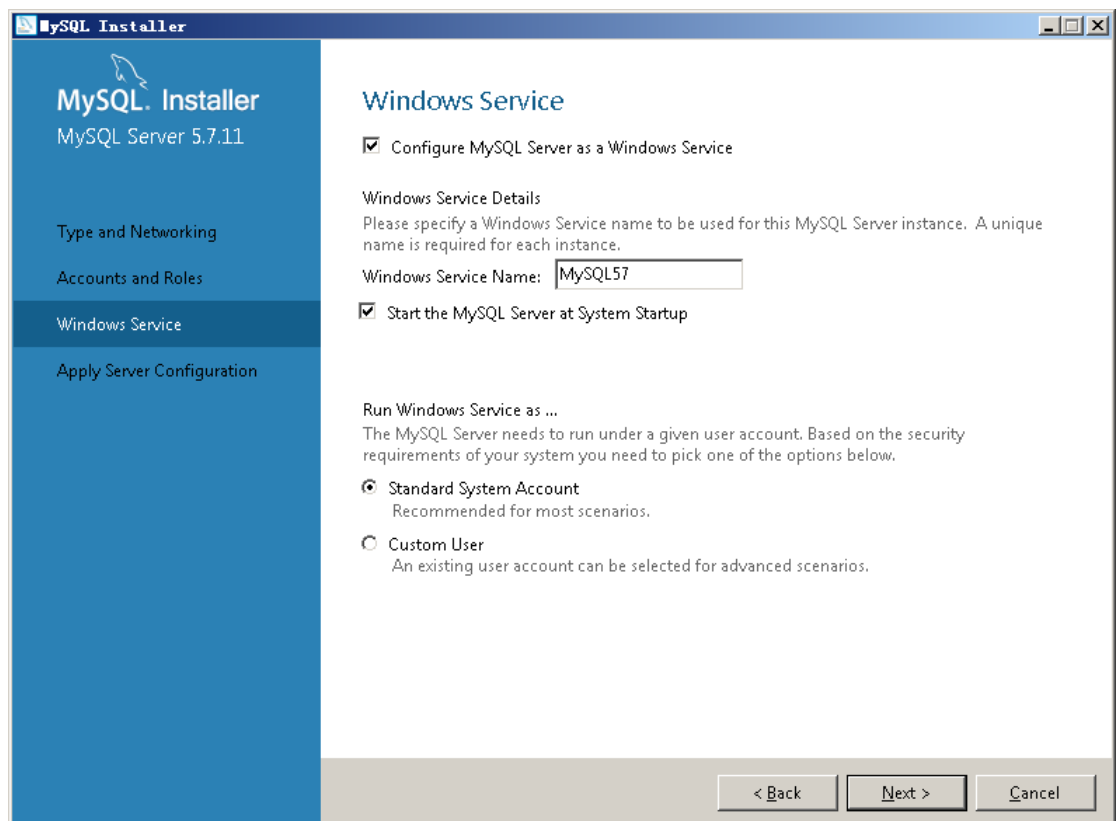 MySQL Installer
MySQL. Installer
MySQL Server 5.7.11
Type and Networking
Accounts and Roles
Windows Service
Apply Server Configuration
Windows Service
Configure MySQL Server as a Windows Service
Windows Service Details
Please specify a Windows Service name to be used for this MySQL Server instance. A unique
name is required for each instance.
Windows Service Name: MySQL57
Start the MySQL Server at System Startup
Run Windows Service as ...
The MySQL Server needs to run under a given user account. Based on the security
requirements of your system you need to pick one of the options below.
Standard System Account
Recommended for most scenarios.
Custom User
An existing user account can be selected for advanced scenarios.
< Back
Next >
Cancel